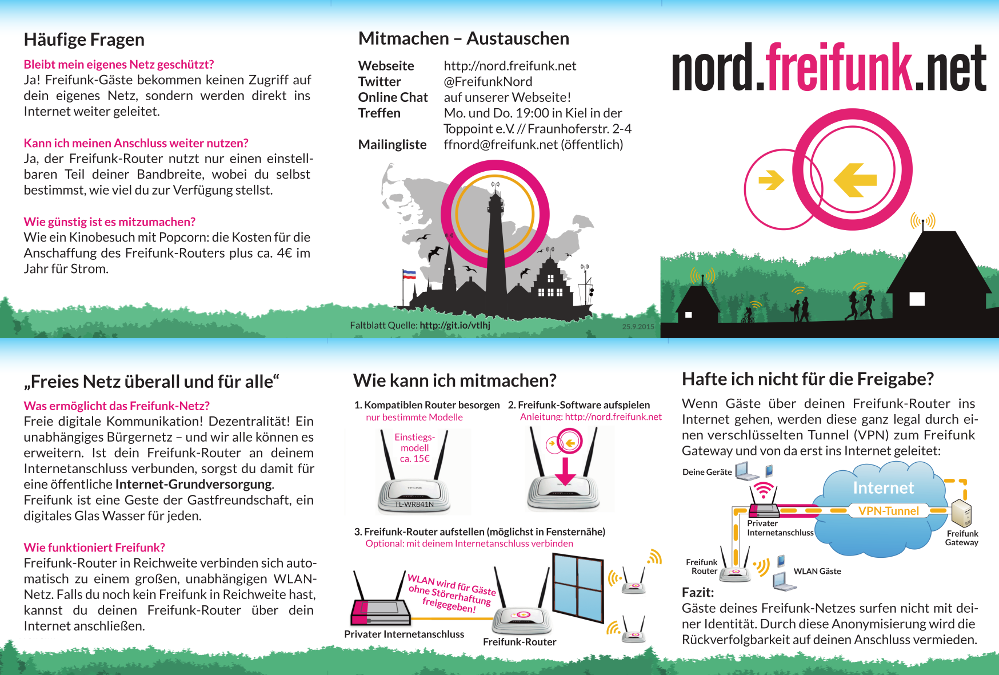 Häufige Fragen
Bleibt mein eigenes Netz geschützt?
Ja! Freifunk-Gäste bekommen keinen Zugriff auf
dein eigenes Netz, sondern werden direkt ins
Internet weiter geleitet.
Kann ich meinen Anschluss weiter nutzen?
Ja, der Freifunk-Router nutzt nur einen einstell-
baren Teil deiner Bandbreite, wobei du selbst
bestimmst, wie viel du zur Verfügung stellst.
Wie günstig ist es mitzumachen?
Wie ein Kinobesuch mit Popcorn: die Kosten für die
Anschaffung des Freifunk-Routers plus ca. 4€ im
Jahr für Strom.
Mitmachen – Austauschen
Webseite http://nord.freifunk.net
Twitter @FreifunkNord
Online Chat auf unserer Webseite!
Treffen Mo. und Do. 19:00 in Kiel in der
Toppoint e.V. // Fraunhoferstr. 2-4
Mailingliste ffnord@freifunk.net (öffentlich)
Faltblatt Quelle: http://git.io/vtlhj
25.9.2015
nord.freifunk.net
„Freies Netz überall und für alle“
Was ermöglicht das Freifunk-Netz?
Freie digitale Kommunikation! Dezentralität! Ein
unabhängiges Bürgernetz – und wir alle können es
erweitern. Ist dein Freifunk-Router an deinem
Internetanschluss verbunden, sorgst du damit für
eine öffentliche Internet-Grundversorgung.
Freifunk ist eine Geste der Gastfreundschaft, ein
digitales Glas Wasser für jeden.
Wie funktioniert Freifunk?
Freifunk-Router in Reichweite verbinden sich auto-
matisch zu einem großen, unabhängigen WLAN-
Netz. Falls du noch kein Freifunk in Reichweite hast,
kannst du deinen Freifunk-Router über dein
Internet anschließen.
Wie kann ich mitmachen?
1. Kompatiblen Router besorgen
nur bestimmte Modelle
Einstiegs-
modell
ca. 15€
TL-WR841N
2. Freifunk-Software aufspielen
Anleitung: http://nord.freifunk.net
3. Freifunk-Router aufstellen (möglichst in Fensternähe)
Optional: mit deinem Internetanschluss verbinden
WLAN wird für Gäste
ohne Störerhaftung
freigegeben!
Privater Internetanschluss
Freifunk-Router
Hafte ich nicht für die Freigabe?
Wenn Gäste über deinen Freifunk-Router ins
Internet gehen, werden diese ganz legal durch ei-
nen verschlüsselten Tunnel (VPN) zum Freifunk
Gateway und von da erst ins Internet geleitet:
Deine Geräte
Internet
VPN-Tunnel
Privater
Internetanschluss
Freifunk
Gateway
Freifunk
Router
WLAN Gäste
Fazit:
Gäste deines Freifunk-Netzes surfen nicht mit dei-
ner Identität. Durch diese Anonymisierung wird die
Rückverfolgbarkeit auf deinen Anschluss vermieden.